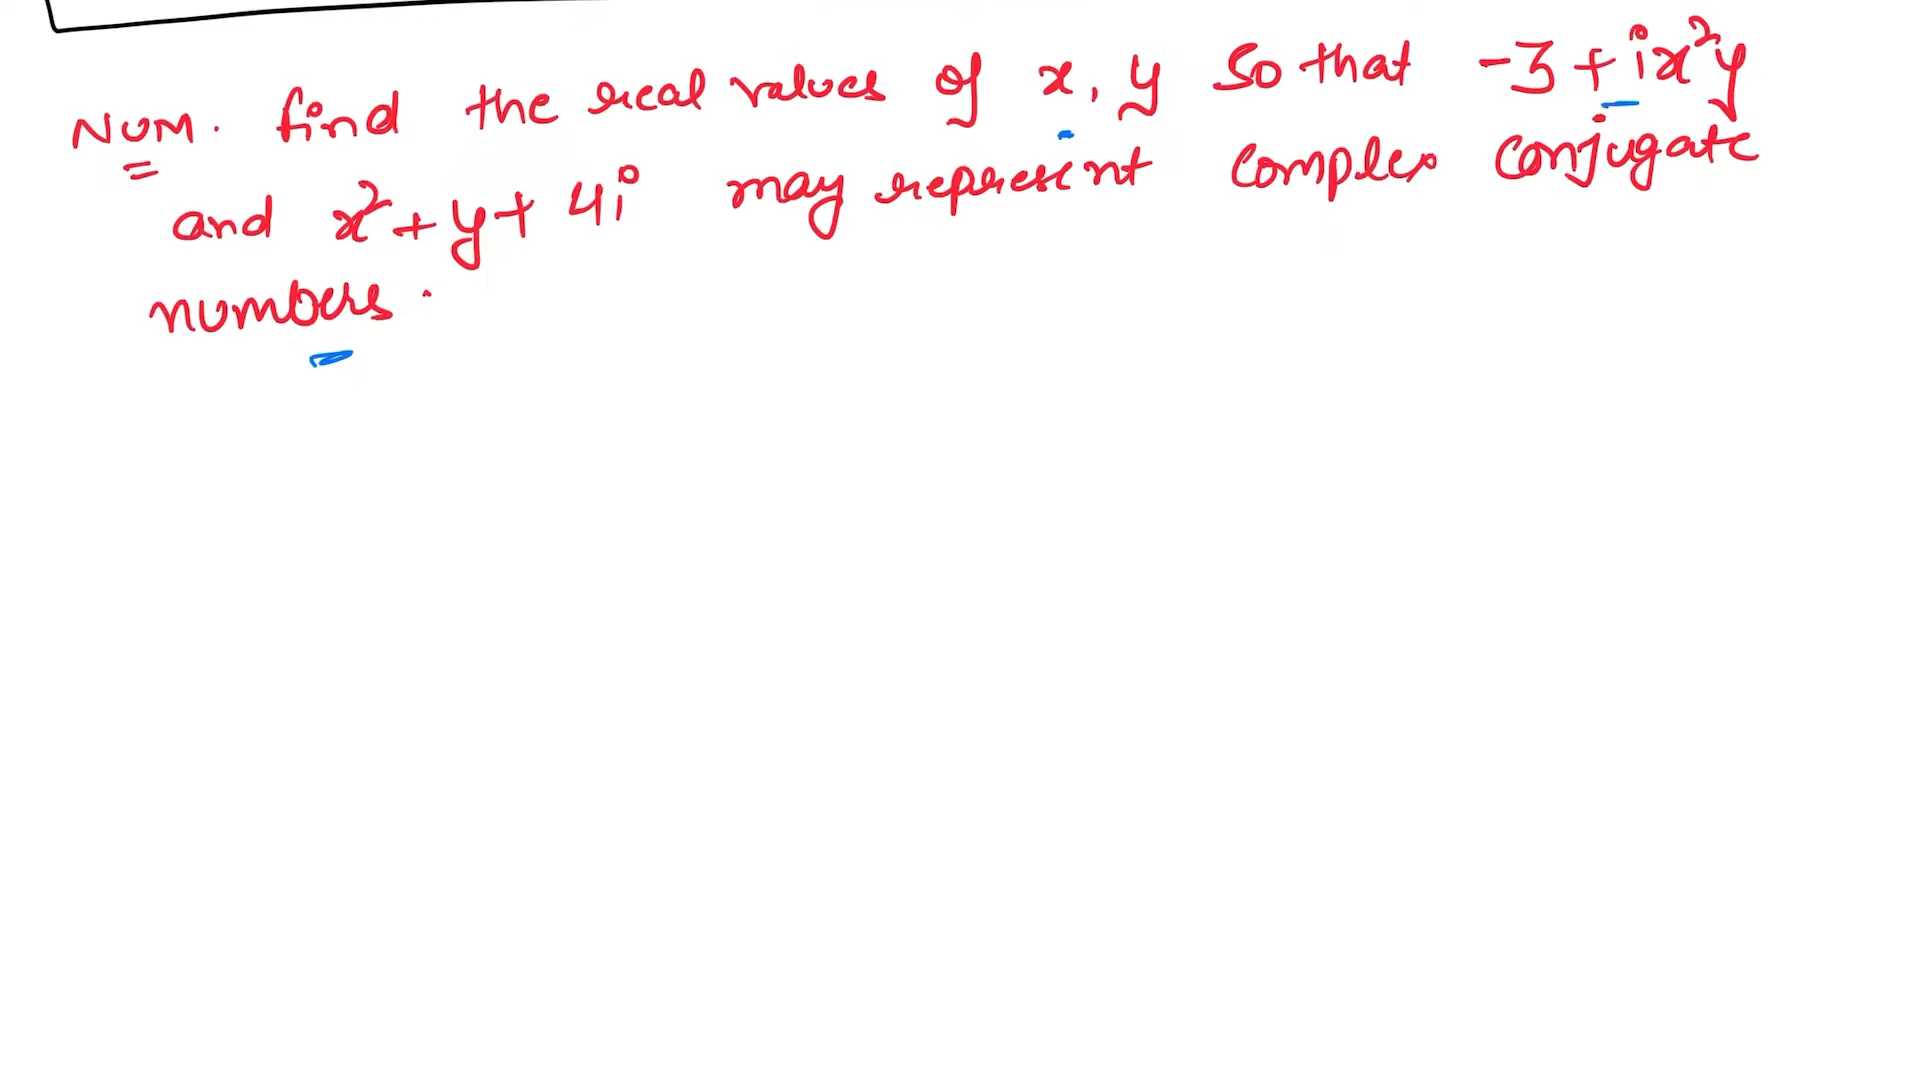 NUM. find the real values of x, y so that -3 + ix²y
and x² + y + 4i may represent complex conjugate
numbers.